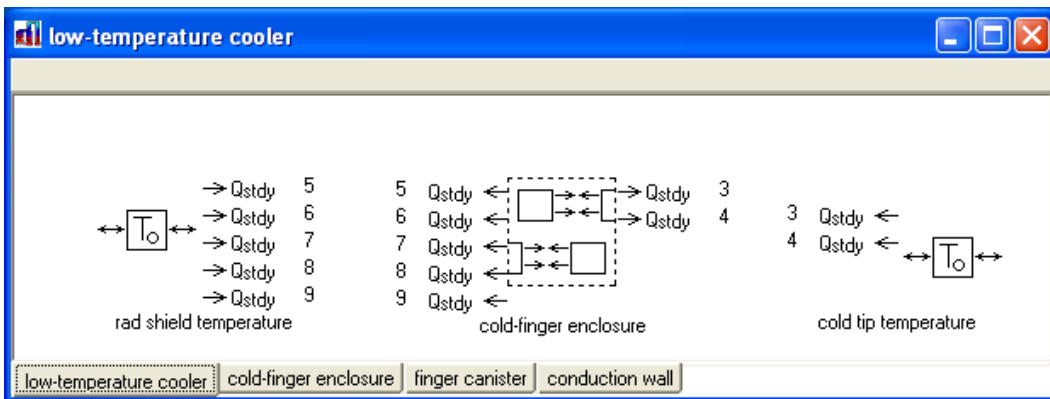 low-temperature cooler
Qstdy 5 5 Qstdy Qstdy 3
Qstdy 6 6 Qstdy Qstdy 4 3 Qstdy
To Qstdy 7 7 Qstdy 4 Qstdy
Qstdy 8 8 Qstdy To
Qstdy 9 9 Qstdy
rad shield temperature cold-finger enclosure cold tip temperature
low-temperature cooler cold-finger enclosure finger canister conduction wall